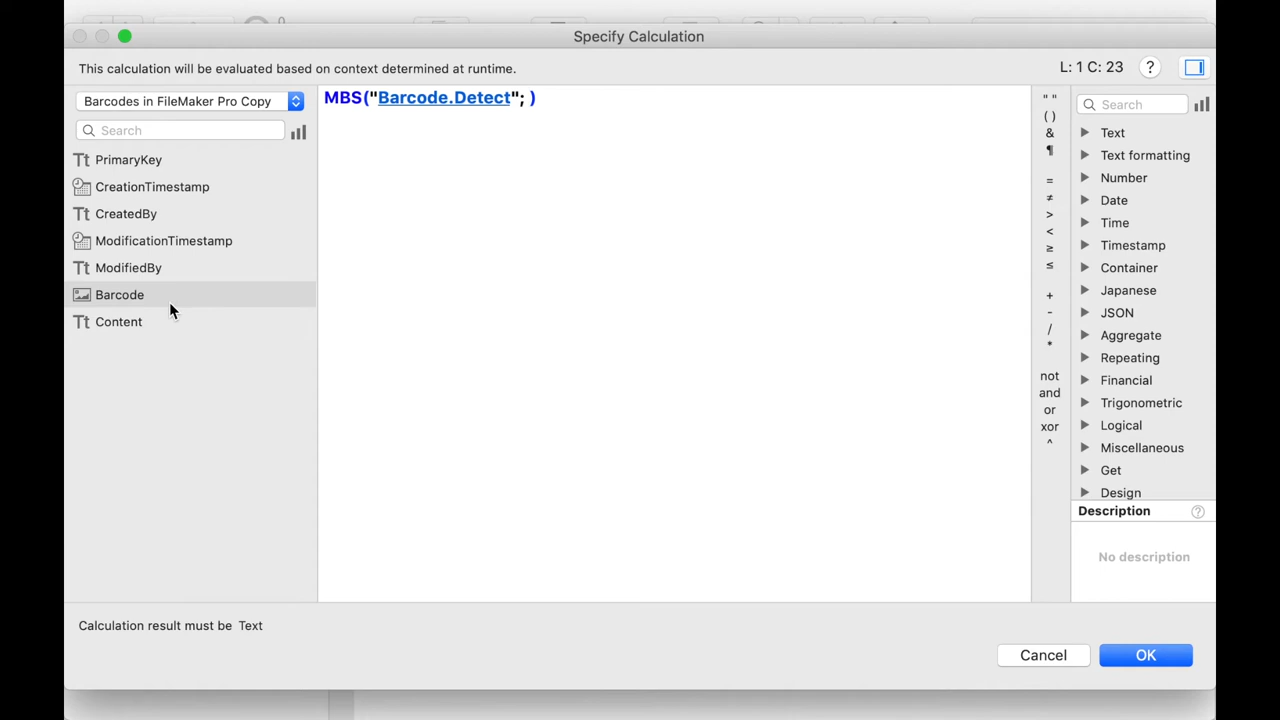 Specify Calculation
This calculation will be evaluated based on context determined at runtime.
L: 1 C: 23
?
Barcodes in FileMaker Pro Copy
Search
PrimaryKey
CreationTimestamp
CreatedBy
ModificationTimestamp
ModifiedBy
Barcode
Content
MBS("Barcode.Detect"; )
" "
( )
&
¶
=
≠
>
<
≥
≤
+
-
/
*
not
and
or
xor
^
Search
Text
Text formatting
Number
Date
Time
Timestamp
Container
Japanese
JSON
Aggregate
Repeating
Financial
Trigonometric
Logical
Miscellaneous
Get
Design
Description
?
No description
Calculation result must be Text
Cancel
OK